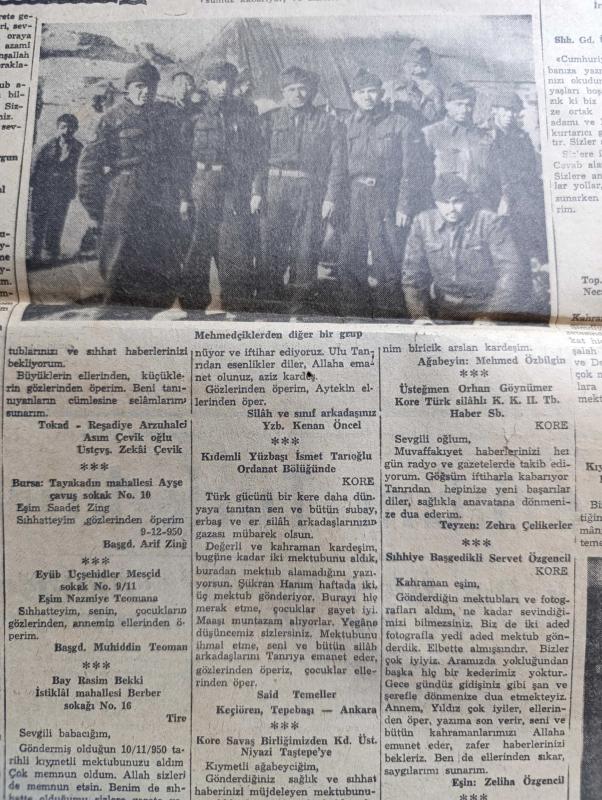 Mehmedçiklerden diğer bir grup
tublarınızı ve sıhhat haberlerinizi
bekliyorum.
Büyüklerin ellerinden, küçükle-
rin gözlerinden öperim. Beni tanı-
nıyanların cümlesine selâmlarımı
sunarım.
Tokad - Reşadiye Arzuhalci
Asım Çevik oğlu
Üstçvş. Zekâi Çevik
***
Bursa: Tayakadın mahallesi Ayşe
çavuş sokak No. 10
Eşim Saadet Zing
Sıhhatteyim gözlerinden öperim
9-12-950
Başgd. Arif Zing
***
Eyüb Üçşehidler Mesçid
sokak No. 9/11
Eşim Nazmiye Teomana
Sıhhatteyim, senin, çocukların
gözlerinden, annemin ellerinden ö-
perim.
Başgd. Muhiddin Teoman
***
Bay Rasim Bekki
İstiklâl mahallesi Berber
sokağı No. 16
Tire
Sevgili babacığım,
Göndermiş olduğun 10/11/950 ta-
rihli kıymetli mektubunuzu aldım
Çok memnun oldum. Allah sizleri
de memnun etsin. Benim de sıh-
nüyor ve iftihar ediyoruz. Ulu Tan-
rıdan esenlikler diler, Allaha ema-
net olunuz, aziz kardeş.
Gözlerinden öperim, Aytekin el-
lerinden öper.
Silâh ve sınıf arkadaşınız
Yzb. Kenan Öncel
***
Kıdemli Yüzbaşı İsmet Tarıoğlu
Ordanat Bölüğünde
KORE
Türk gücünü bir kere daha dün-
yaya tanıtan sen ve bütün subay,
erbaş ve er silâh arkadaşlarınızın
gazası mübarek olsun.
Değerli ve kahraman kardeşim,
bugüne kadar iki mektubunu aldık,
buradan mektub alamadığını yazı-
yorsun. Şükran Hanım haftada iki,
üç mektub gönderiyor. Burayı hiç
merak etme, çocuklar gayet iyi.
Maaşı muntazam alıyorlar. Yegâne
düşüncemiz sizlersiniz. Mektubunu
ihmal etme, seni ve bütün silâh
arkadaşlarını Tanrıya emanet eder,
gözlerinden öperiz, çocuklar elle-
rinden öper.
Said Temeller
Keçiören, Tepebaşı — Ankara
***
Kore Savaş Birliğimizden Kd. Üst.
Niyazi Taştepe'ye
Kıymetli ağabeyciğim,
Gönderdiğiniz sağlık ve sıhhat
haberinizi müjdeleyen mektubunu-
nim biricik arslan kardeşim.
Ağabeyin: Mehmed Özbilgin
***
Üsteğmen Orhan Göynümer
Kore Türk silâhlı K. K. II. Tb.
Haber Sb.
KORE
Sevgili oğlum,
Muvaffakıyet haberlerinizi her
gün radyo ve gazetelerde takib edi-
yorum. Göğsüm iftiharla kabarıyor
Tanrıdan hepinize yeni başarılar
diler, sağlıkla anavatana dönmeni-
ze dua ederim.
Teyzen: Zehra Çelikerler
***
Sıhhiye Başgedikli Servet Özgencil
KORE
Kahraman eşim,
Gönderdiğin mektubları ve fotog-
rafları aldım, ne kadar sevindiği-
mi bilmezsiniz. Biz de iki aded
fotografla yedi aded mektub gön-
derdik. Elbette almışsındır. Bizler
çok iyiyiz. Aramızda yokluğundan
başka hiç bir kederimiz yoktur.
Gece gündüz gidişiniz gibi şan ve
şerefle dönmenize dua etmekteyiz.
Annem, Yıldız çok iyiler, ellerin-
den öper, yazıma son verir, seni ve
bütün kahramanlarımızı Allaha
emanet eder, zafer haberlerinizi
bekleriz. Ben de ellerinden sıkar,
saygılarımı sunarım.
Eşin: Zeliha Özgencil
***